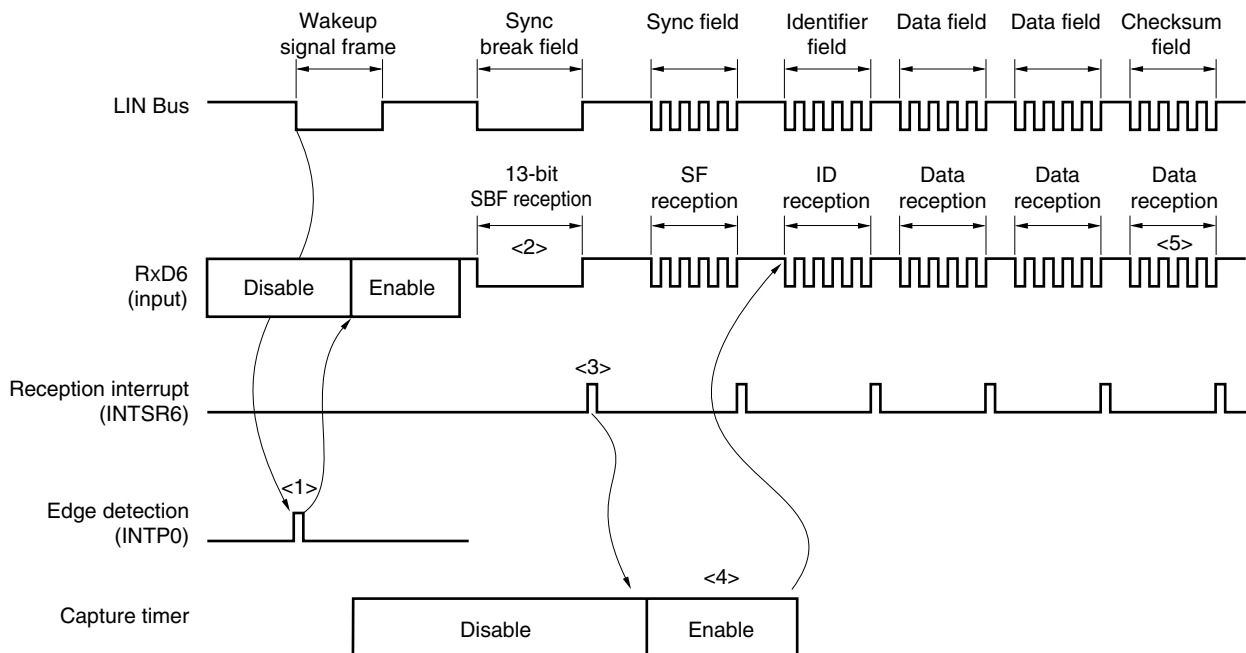 Wakeup
signal frame
Sync
break field
Sync field
Identifier
field
Data field
Data field
Checksum
field
LIN Bus
13-bit
SBF reception
SF
reception
ID
reception
Data
reception
Data
reception
Data
reception
<2>
<5>
RxD6
(input)
Disable
Enable
Reception interrupt
(INTSR6)
<3>
Edge detection
(INTP0)
<1>
Capture timer
Disable
Enable
<4>